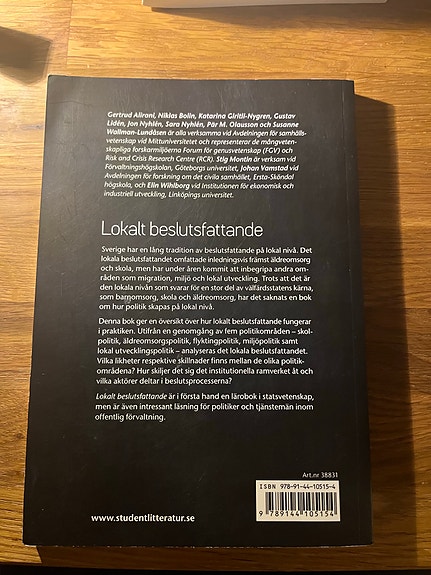 Gertrud Alirani, Niklas Bolin, Katarina Giritli-Nygren, Gustav
Lidén, Jon Nyhlén, Sara Nyhlén, Pär M. Olausson och Susanne
Wallman-Lundåsen är alla verksamma vid Avdelningen för samhälls-
vetenskap vid Mittuniversitetet och representerar de mångveten-
skapliga forskarmiljöerna Forum för genusvetenskap (FGV) och
Risk and Crisis Research Centre (RCR). Stig Montin är verksam vid
Förvaltningshögskolan, Göteborgs universitet, Johan Vamstad vid
Avdelningen för forskning om det civila samhället, Ersta-Sköndal
högskola, och Elin Wihlborg vid Institutionen för ekonomisk och
industriell utveckling, Linköpings universitet.
Lokalt beslutsfattande
Sverige har en lång tradition av beslutsfattande på lokal nivå. Det
lokala beslutsfattandet omfattade inledningsvis främst äldreomsorg
och skola, men har under åren kommit att inbegripa andra områ-
den som migration, miljö och lokal utveckling. Trots att det är
den lokala nivån som svarar för en stor del av välfärdsstatens kärna,
som barnomsorg, skola och äldreomsorg, har det saknats en bok
om hur politik skapas på lokal nivå.
Denna bok ger en översikt över hur lokalt beslutsfattande fungerar
i praktiken. Utifrån en genomgång av fem politikområden – skol-
politik, äldreomsorgspolitik, flyktingpolitik, miljöpolitik samt
lokal utvecklingspolitik – analyseras det lokala beslutsfattandet.
Vilka likheter respektive skillnader finns mellan de olika politik-
områdena? Hur skiljer det sig det institutionella ramverket åt och
vilka aktörer deltar i beslutsprocesserna?
Lokalt beslutsfattande är i första hand en lärobok i statsvetenskap,
men är även intressant läsning för politiker och tjänstemän inom
offentlig förvaltning.
Art.nr 38831
ISBN 978-91-44-10515-4
9 789144 105154
www.studentlitteratur.se